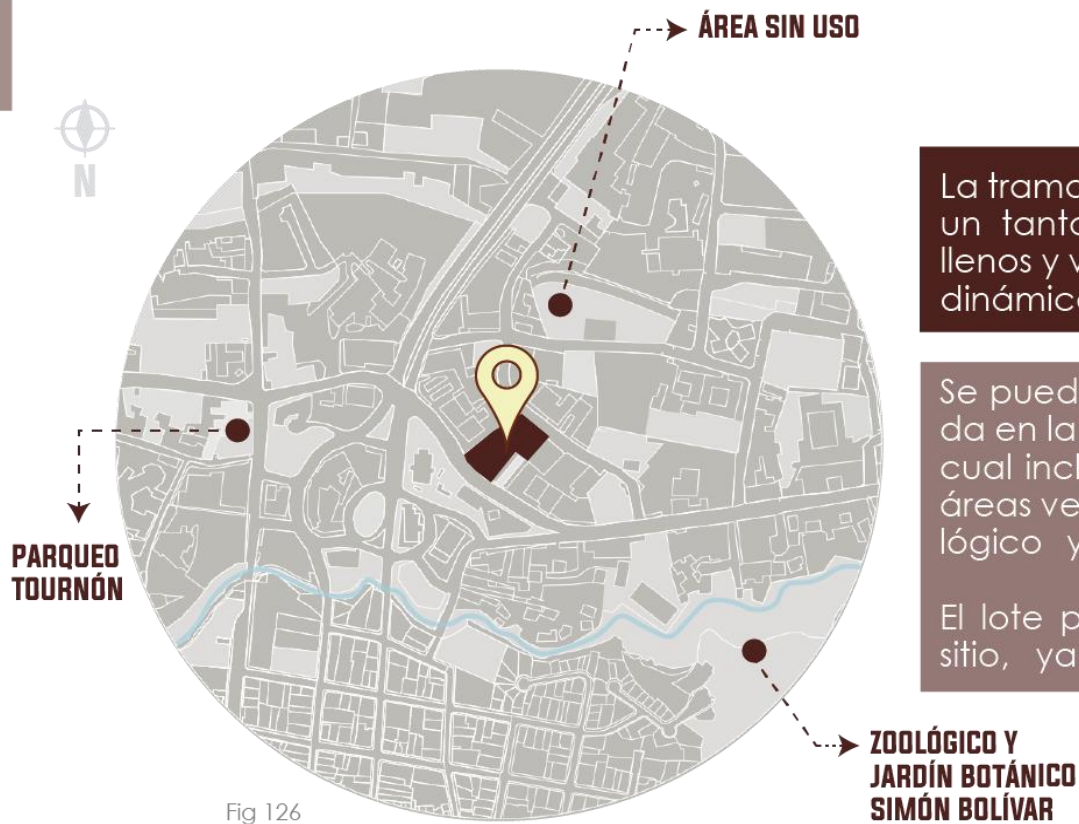 ÁREA SIN USO
N
PARQUEO
TOURNÓN
ZOOLÓGICO Y
JARDÍN BOTÁNICO
SIMÓN BOLÍVAR
Fig 126
La trama
un tanto
llenos y v
dinámic
Se pued
da en la
cual incl
áreas ve
lógico y
El lote p
sitio, ya